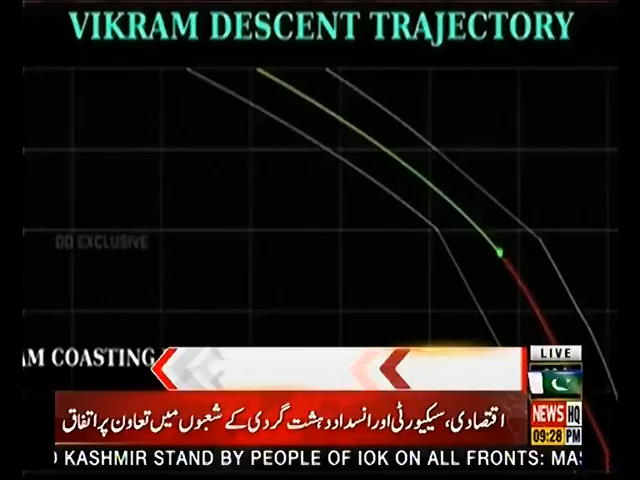 VIKRAM DESCENT TRAJECTORY
DD EXCLUSIVE
AM COASTING
LIVE
اقتصادی، سیکیورٹی اور انسداد دہشت گردی کے شعبوں میں تعاون پر اتفاق
NEWS HQ
09:28 PM
KASHMIR STAND BY PEOPLE OF IOK ON ALL FRONTS: